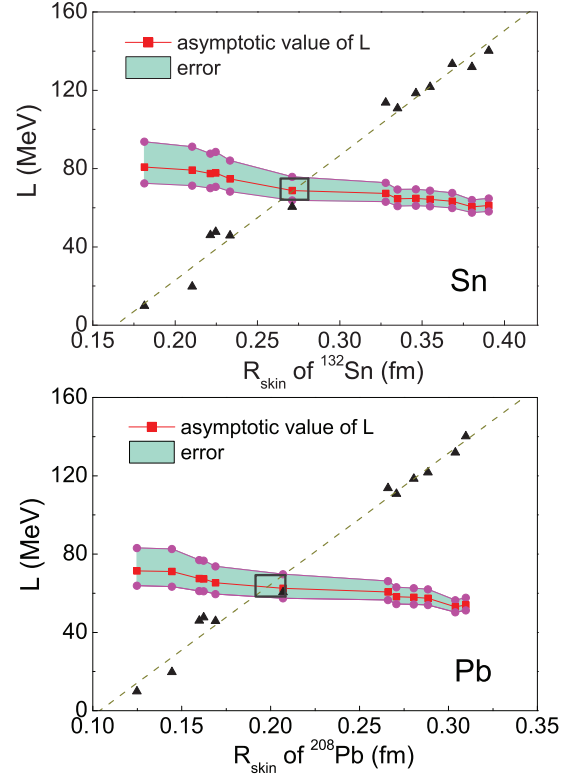 160
asymptotic value of L
error
120
L (MeV)
80
40
Sn
0
0.15 0.20 0.25 0.30 0.35 0.40
R_skin of ^132Sn (fm)
160
asymptotic value of L
error
120
L (MeV)
80
40
Pb
0
0.10 0.15 0.20 0.25 0.30 0.35
R_skin of ^208Pb (fm)